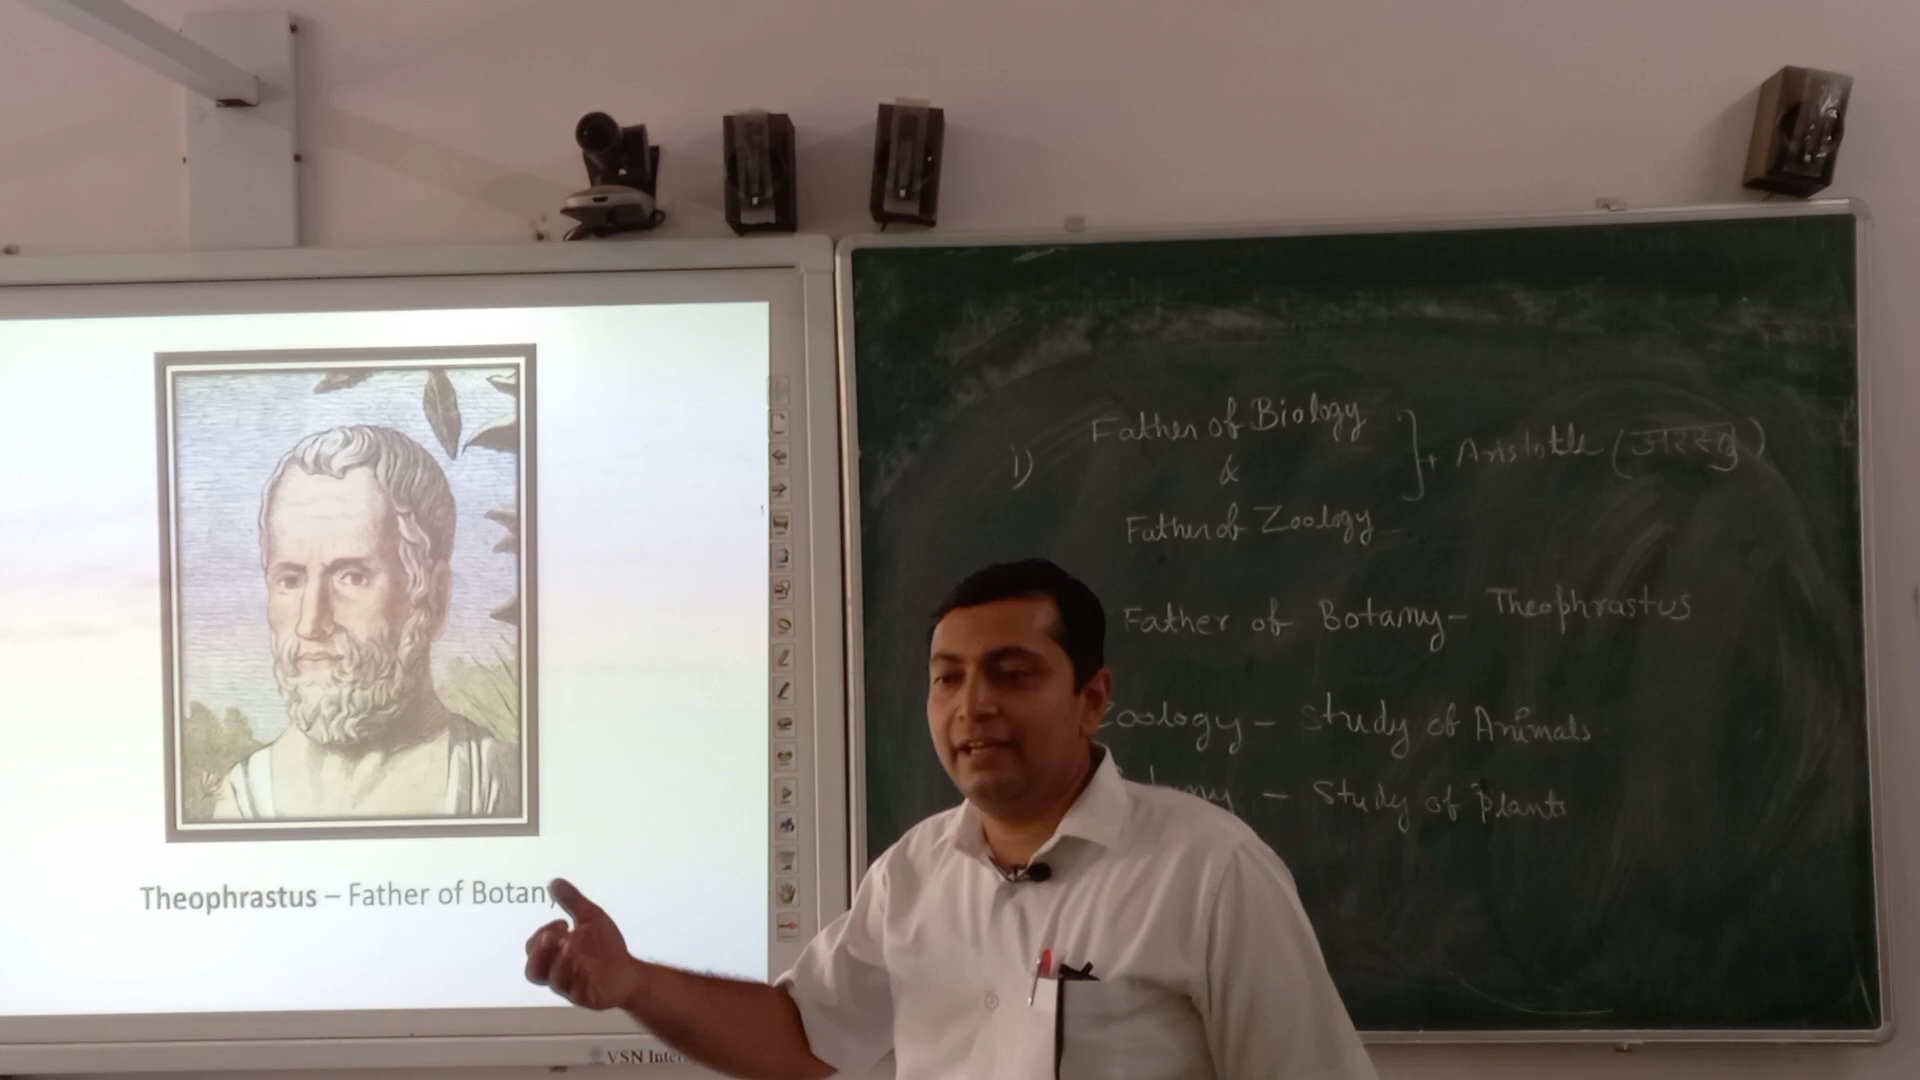 Theophrastus – Father of Botany
VSN
1) Father of Biology
&
Father of Zoology
Aristotle (अरस्तु)
Father of Botany - Theophrastus
Zoology - Study of Animals
- Study of plants